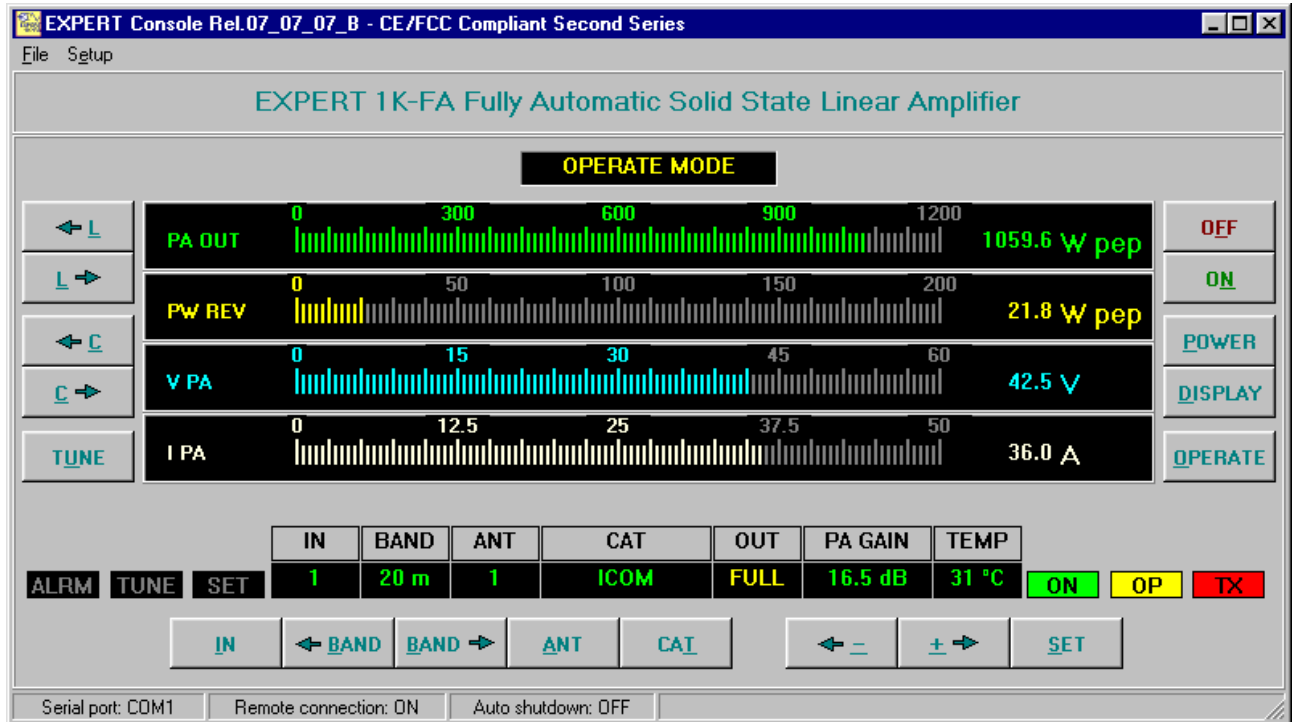 EXPERT Console Rel.07_07_07_B - CE/FCC Compliant Second Series
File Setup
EXPERT 1K-FA Fully Automatic Solid State Linear Amplifier
OPERATE MODE
L
L
C
C
TUNE
0 300 600 900 1200
PA OUT 1059.6 W pep
0 50 100 150 200
PW REV 21.8 W pep
0 15 30 45 60
V PA 42.5 V
0 12.5 25 37.5 50
I PA 36.0 A
OFF
ON
POWER
DISPLAY
OPERATE
IN BAND ANT CAT OUT PA GAIN TEMP
ALRM TUNE SET 1 20 m 1 ICOM FULL 16.5 dB 31 °C ON OP TX
IN BAND BAND ANT CAT - + SET
Serial port: COM1 Remote connection: ON Auto shutdown: OFF